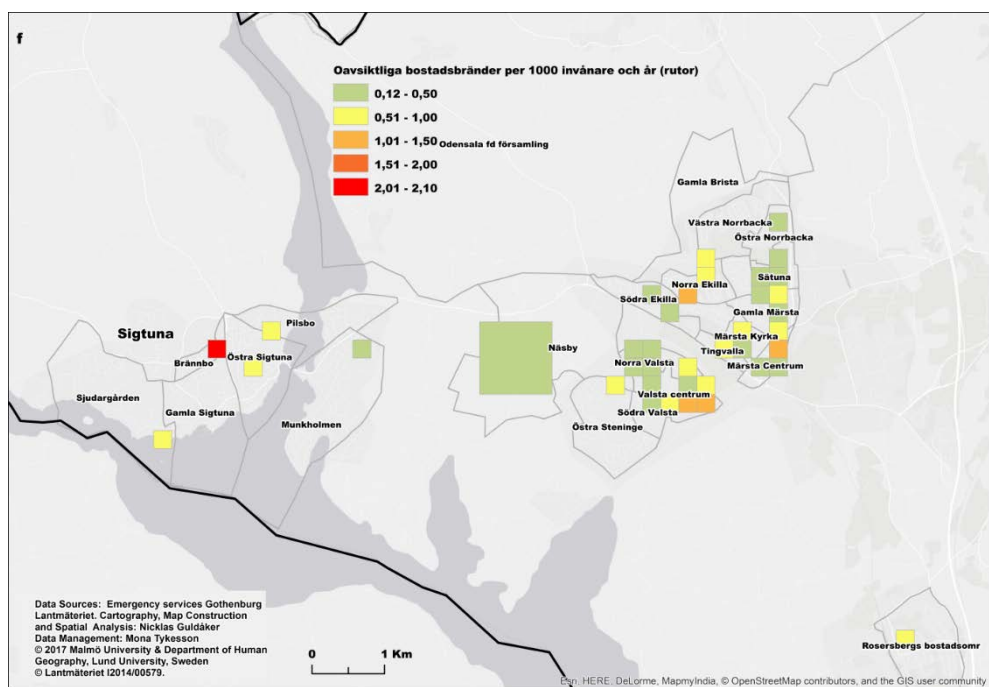 f
Oavsiktliga bostadsbränder per 1000 invånare och år (rutor)
0,12 - 0,50
0,51 - 1,00
1,01 - 1,50
1,51 - 2,00
2,01 - 2,10
Odensala fd församling
Gamla Brista
Västra Norrbacka
Östra Norrbacka
Sätuna
Norra Ekilla
Södra Ekilla
Gamla Märsta
Märsta Kyrka
Tingvalla
Märsta Centrum
Sigtuna
Pilsbo
Brännbo
Östra Sigtuna
Näsby
Norra Valsta
Valsta centrum
Södra Valsta
Östra Steninge
Sjudargården
Gamla Sigtuna
Munkholmen
Data Sources: Emergency services Gothenburg
Lantmäteriet. Cartography, Map Construction
and Spatial Analysis: Nicklas Guldåker
Data Management: Mona Tykesson
© 2017 Malmö University & Department of Human
Geography, Lund University, Sweden
© Lantmäteriet I2014/00579.
0 1 Km
Rosersbergs bostadsomr
Esri, HERE, DeLorme, MapmyIndia, © OpenStreetMap contributors, and the GIS user community